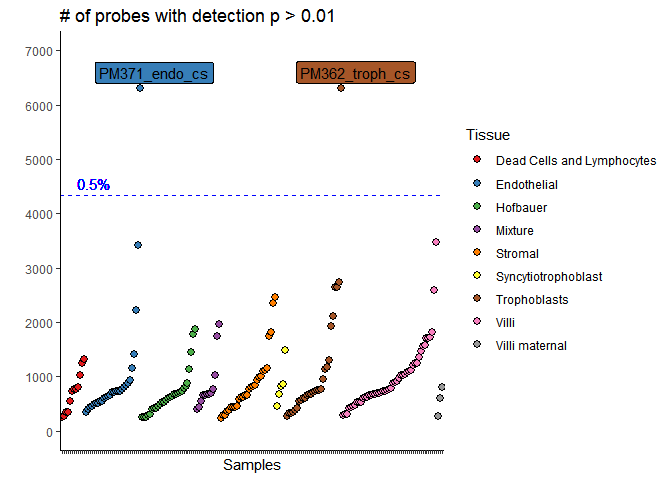 # of probes with detection p > 0.01
7000
6000
5000
4000
3000
2000
1000
0
PM371_endo_cs
PM362_troph_cs
0.5%
Samples
Tissue
Dead Cells and Lymphocytes
Endothelial
Hofbauer
Mixture
Stromal
Syncytiotrophoblast
Trophoblasts
Villi
Villi maternal